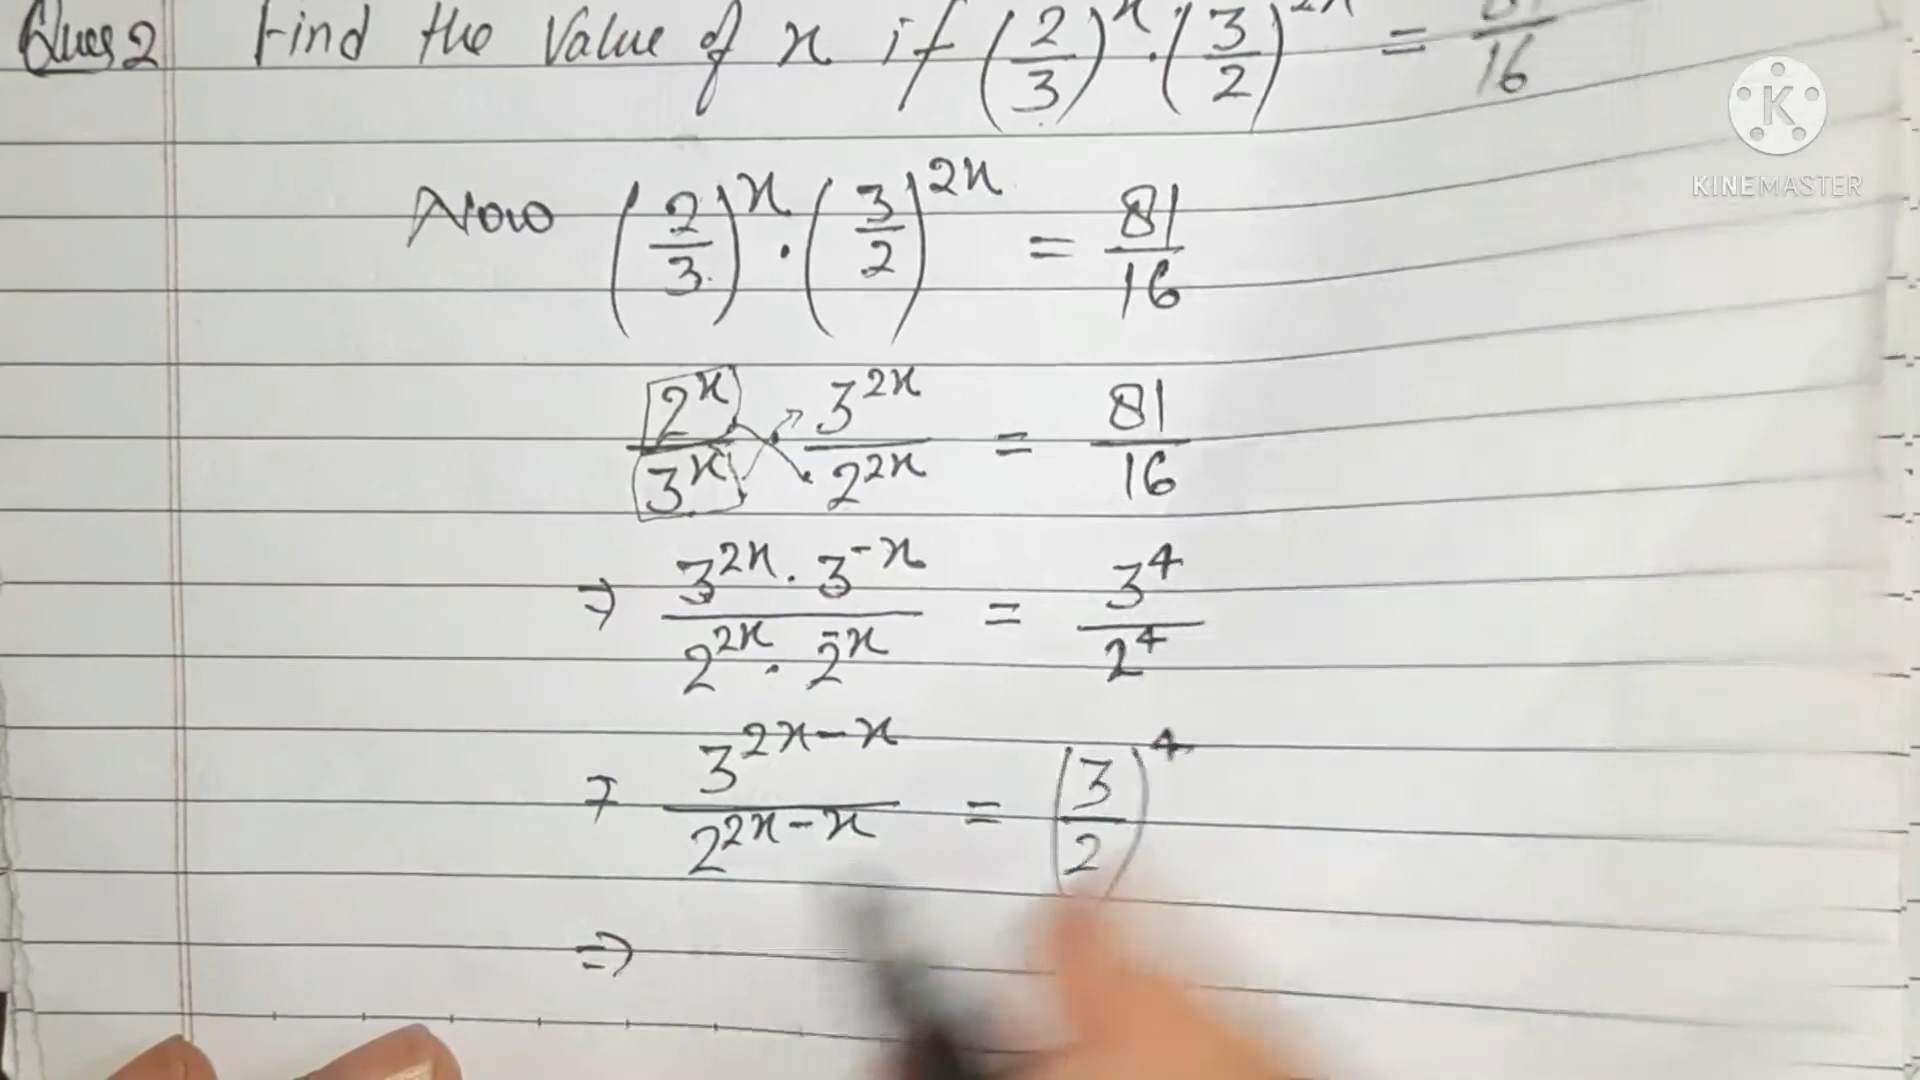 Ques 2 Find the Value of x if (2/3)^x · (3/2)^2x = 81/16
KINEMASTER
Now (2/3)^x · (3/2)^2x = 81/16
2^x/3^x · 3^2x/2^2x = 81/16
⇒ 3^2x · 3^-x / 2^2x · 2^-x = 3^4/2^4
⇒ 3^2x-x / 2^2x-x = (3/2)^4
⇒